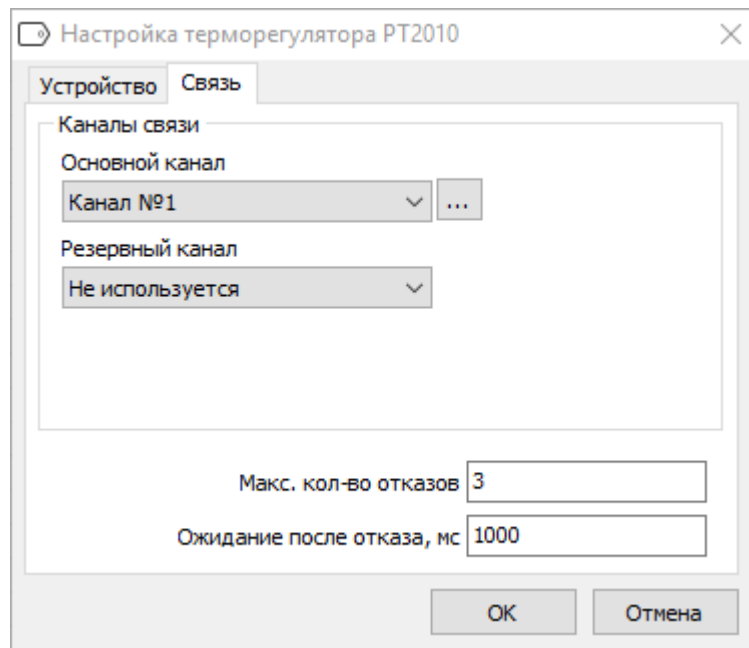 Настройка терморегулятора РТ2010
Устройство Связь
Каналы связи
Основной канал
Канал №1 ...
Резервный канал
Не используется
Макс. кол-во отказов 3
Ожидание после отказа, мс 1000
ОК Отмена